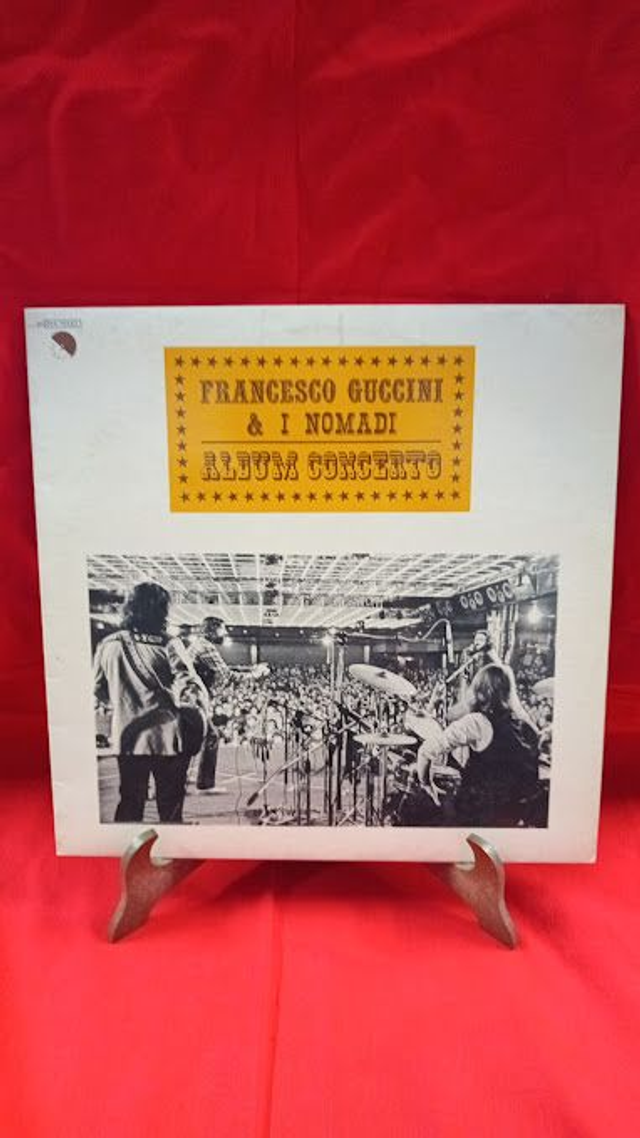 FRANCESCO GUCCINI
& I NOMADI
ALBUM CONCERTO